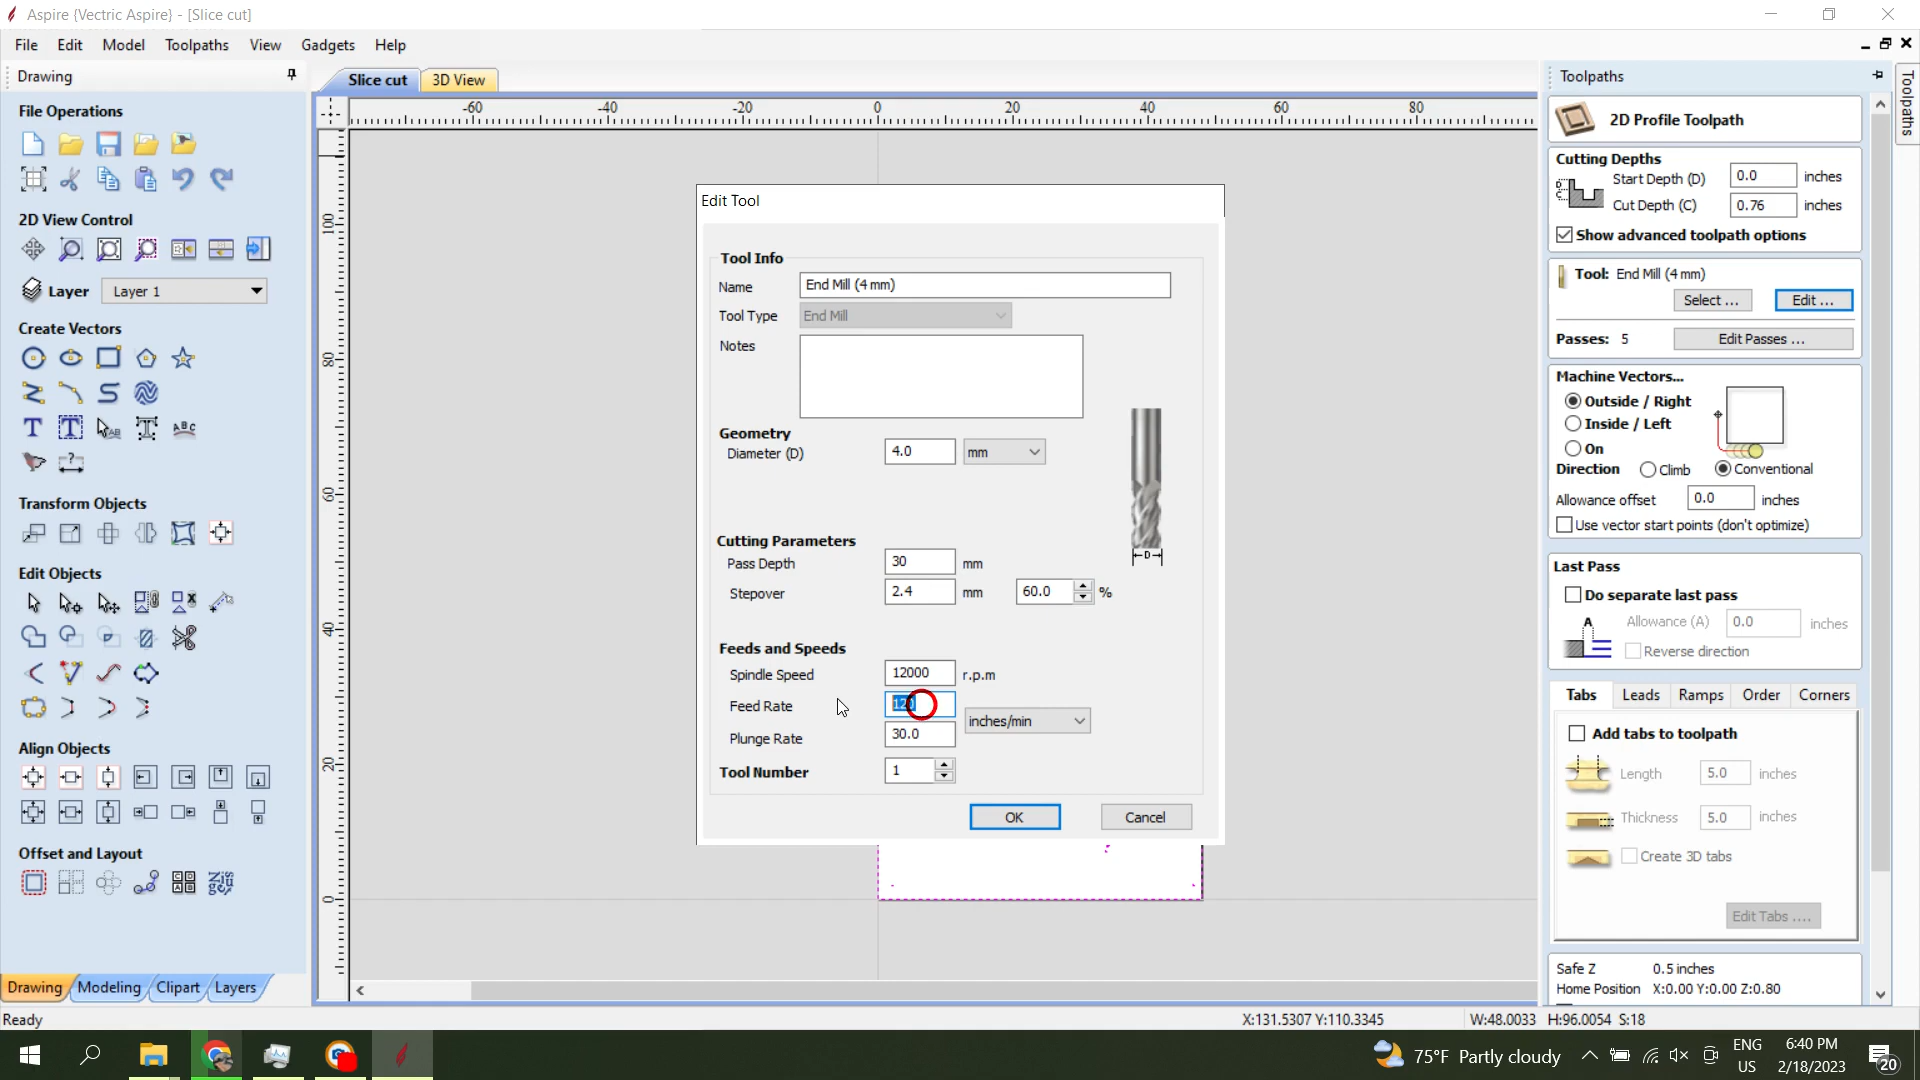 Aspire {Vectric Aspire} - [Slice cut]
File Edit Model Toolpaths View Gadgets Help
Drawing
File Operations
2D View Control
Layer Layer 1
Create Vectors
Transform Objects
Edit Objects
Align Objects
Offset and Layout
Drawing Modeling Clipart Layers
Ready
Slice cut 3D View
-60 -40 -20 0 20 40 60 80
100
80
60
40
20
0
Edit Tool
Tool Info
Name End Mill (4 mm)
Tool Type End Mill
Notes
Geometry
Diameter (D) 4.0 mm
D
Cutting Parameters
Pass Depth 30 mm
Stepover 2.4 mm 60.0 %
Feeds and Speeds
Spindle Speed 12000 r.p.m
Feed Rate 120
inches/min
Plunge Rate 30.0
Tool Number 1
OK Cancel
Toolpaths
Toolpaths
2D Profile Toolpath
Cutting Depths
Start Depth (D) 0.0 inches
Cut Depth (C) 0.76 inches
Show advanced toolpath options
Tool: End Mill (4 mm)
Select ... Edit ...
Passes: 5 Edit Passes ...
Machine Vectors...
Outside / Right
Inside / Left
On
Direction Climb Conventional
Allowance offset 0.0 inches
Use vector start points (don't optimize)
Last Pass
Do separate last pass
A Allowance (A) 0.0 inches
Reverse direction
Tabs Leads Ramps Order Corners
Add tabs to toolpath
Length 5.0 inches
Thickness 5.0 inches
Create 3D tabs
Edit Tabs ....
Safe Z 0.5 inches
Home Position X:0.00 Y:0.00 Z:0.80
X:131.5307 Y:110.3345 W:48.0033 H:96.0054 S:18
75°F Partly cloudy
ENG
US
6:40 PM
2/18/2023
20